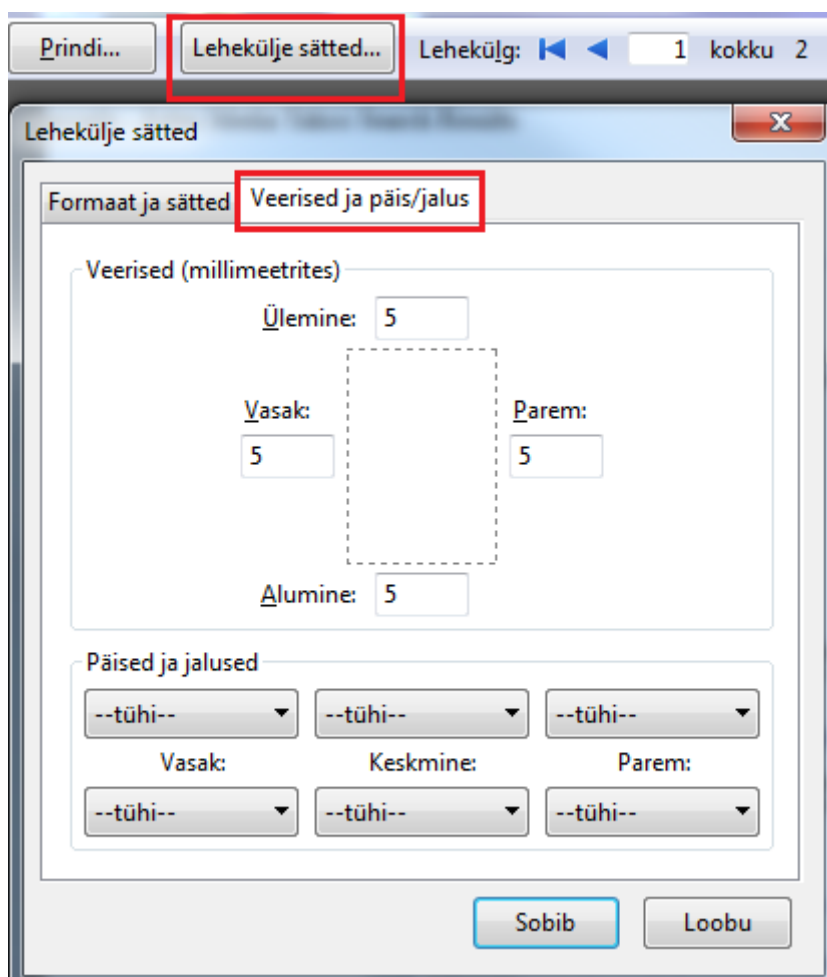 Prindi... Lehekülje sätted... Lehekülg: 1 kokku 2
Lehekülje sätted
Formaat ja sätted Veerised ja päis/jalus
Veerised (millimeetrites)
Ülemine: 5
Vasak: Parem:
5 5
Alumine: 5
Päised ja jalused
--tühi-- --tühi-- --tühi--
Vasak: Keskmine: Parem:
--tühi-- --tühi-- --tühi--
Sobib Loobu